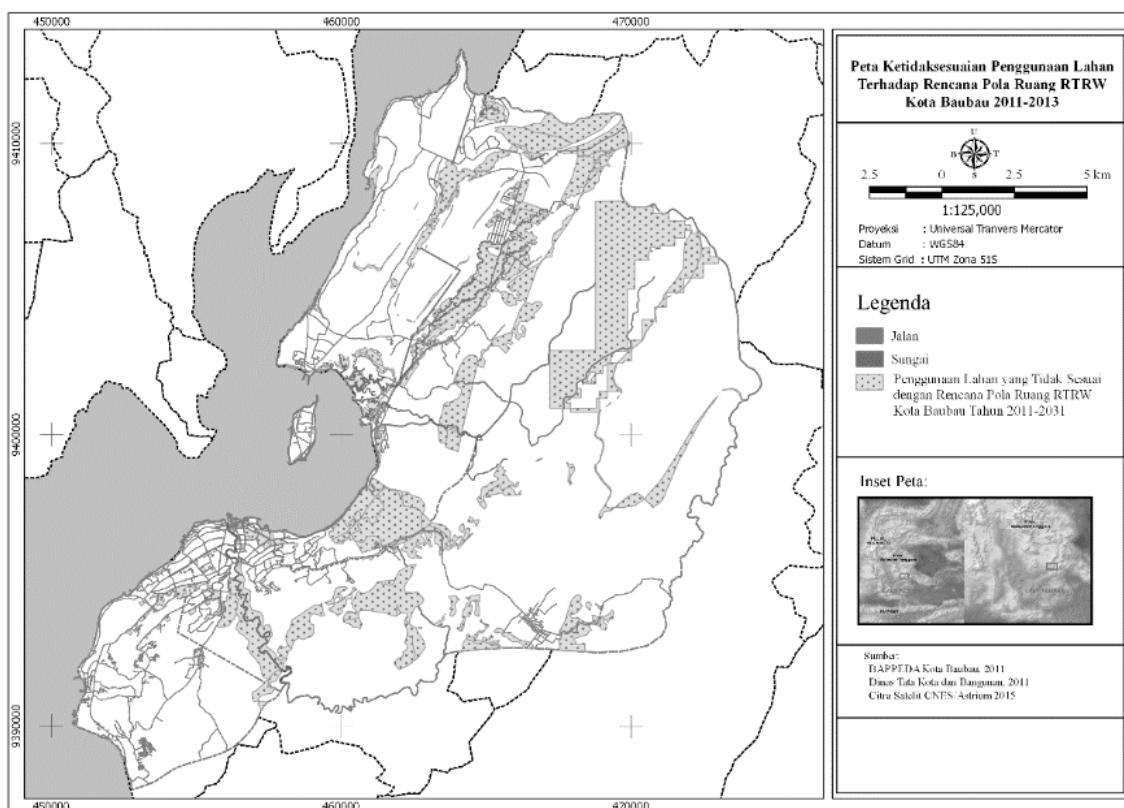 450000
460000
470000
9410000
9400000
9390000
450000
460000
470000
Peta Ketidaksesuaian Penggunaan Lahan
Terhadap Rencana Pola Ruang RTRW
Kota Baubau 2011-2013
U
B
T
S
2.5 0 2.5 5 km
1:125,000
Proyeksi : Universal Tranvers Mercator
Datum : WGS84
Sistem Grid : UTM Zona 51S
Legenda
Jalan
Sungai
Penggunaan Lahan yang Tidak Sesuai
dengan Rencana Pola Ruang RTRW
Kota Baubau Tahun 2011-2031
Inset Peta:
Sumber:
BAPPEDA Kota Baubau, 2011
Dinas Tata Kota dan Bangunan, 2011
Citra Satelit CNES/Astrium 2015